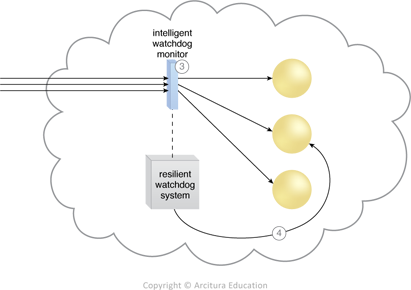 intelligent
watchdog
monitor
3
resilient
watchdog
system
4
Copyright © Arcitura Education